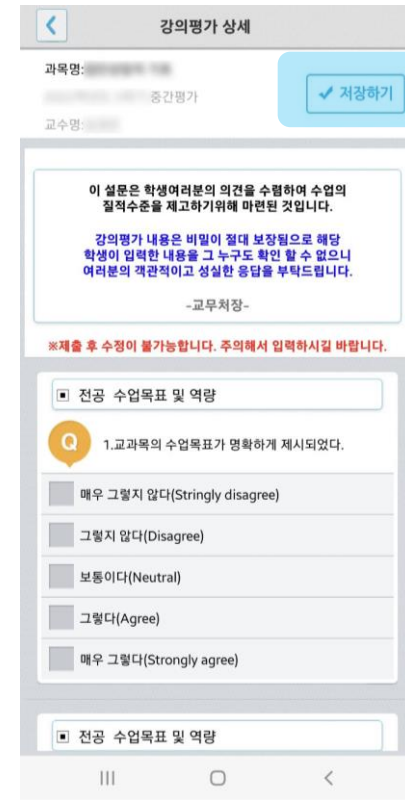 강의평가 상세
과목명:
중간평가
✔ 저장하기
교수명:
이 설문은 학생여러분의 의견을 수렴하여 수업의
질적수준을 제고하기위해 마련된 것입니다.
강의평가 내용은 비밀이 절대 보장됨으로 해당
학생이 입력한 내용을 그 누구도 확인 할 수 없으니
여러분의 객관적이고 성실한 응답을 부탁드립니다.
-교무처장-
※제출 후 수정이 불가능합니다. 주의해서 입력하시길 바랍니다.
▣ 전공 수업목표 및 역량
Q 1.교과목의 수업목표가 명확하게 제시되었다.
매우 그렇지 않다(Stringly disagree)
그렇지 않다(Disagree)
보통이다(Neutral)
그렇다(Agree)
매우 그렇다(Strongly agree)
▣ 전공 수업목표 및 역량